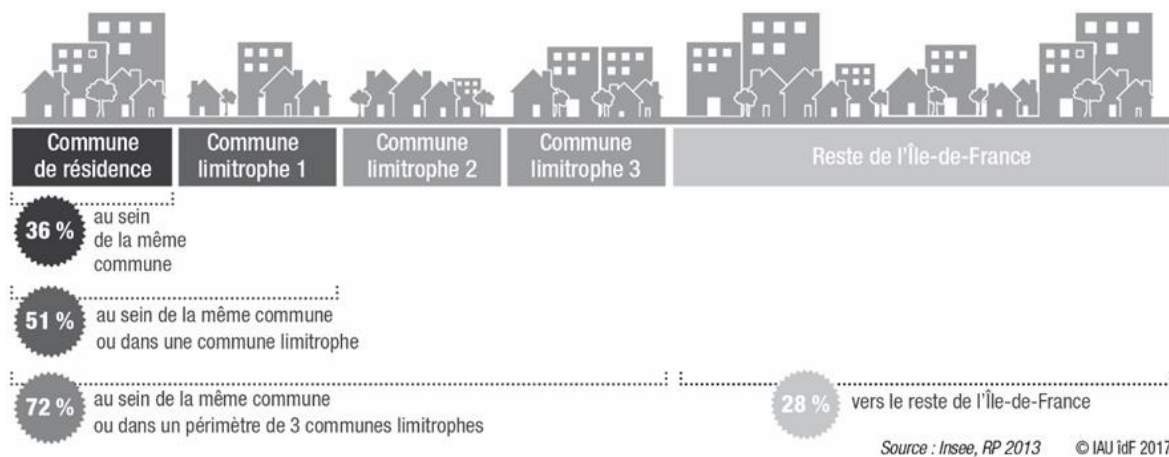 Commune
de résidence
Commune
limitrophe 1
Commune
limitrophe 2
Commune
limitrophe 3
Reste de l'Île-de-France
36 %
au sein
de la même
commune
51 %
au sein de la même commune
ou dans une commune limitrophe
72 %
au sein de la même commune
ou dans un périmètre de 3 communes limitrophes
28 %
vers le reste de l'Île-de-France
Source : Insee, RP 2013 © IAU îdF 2017